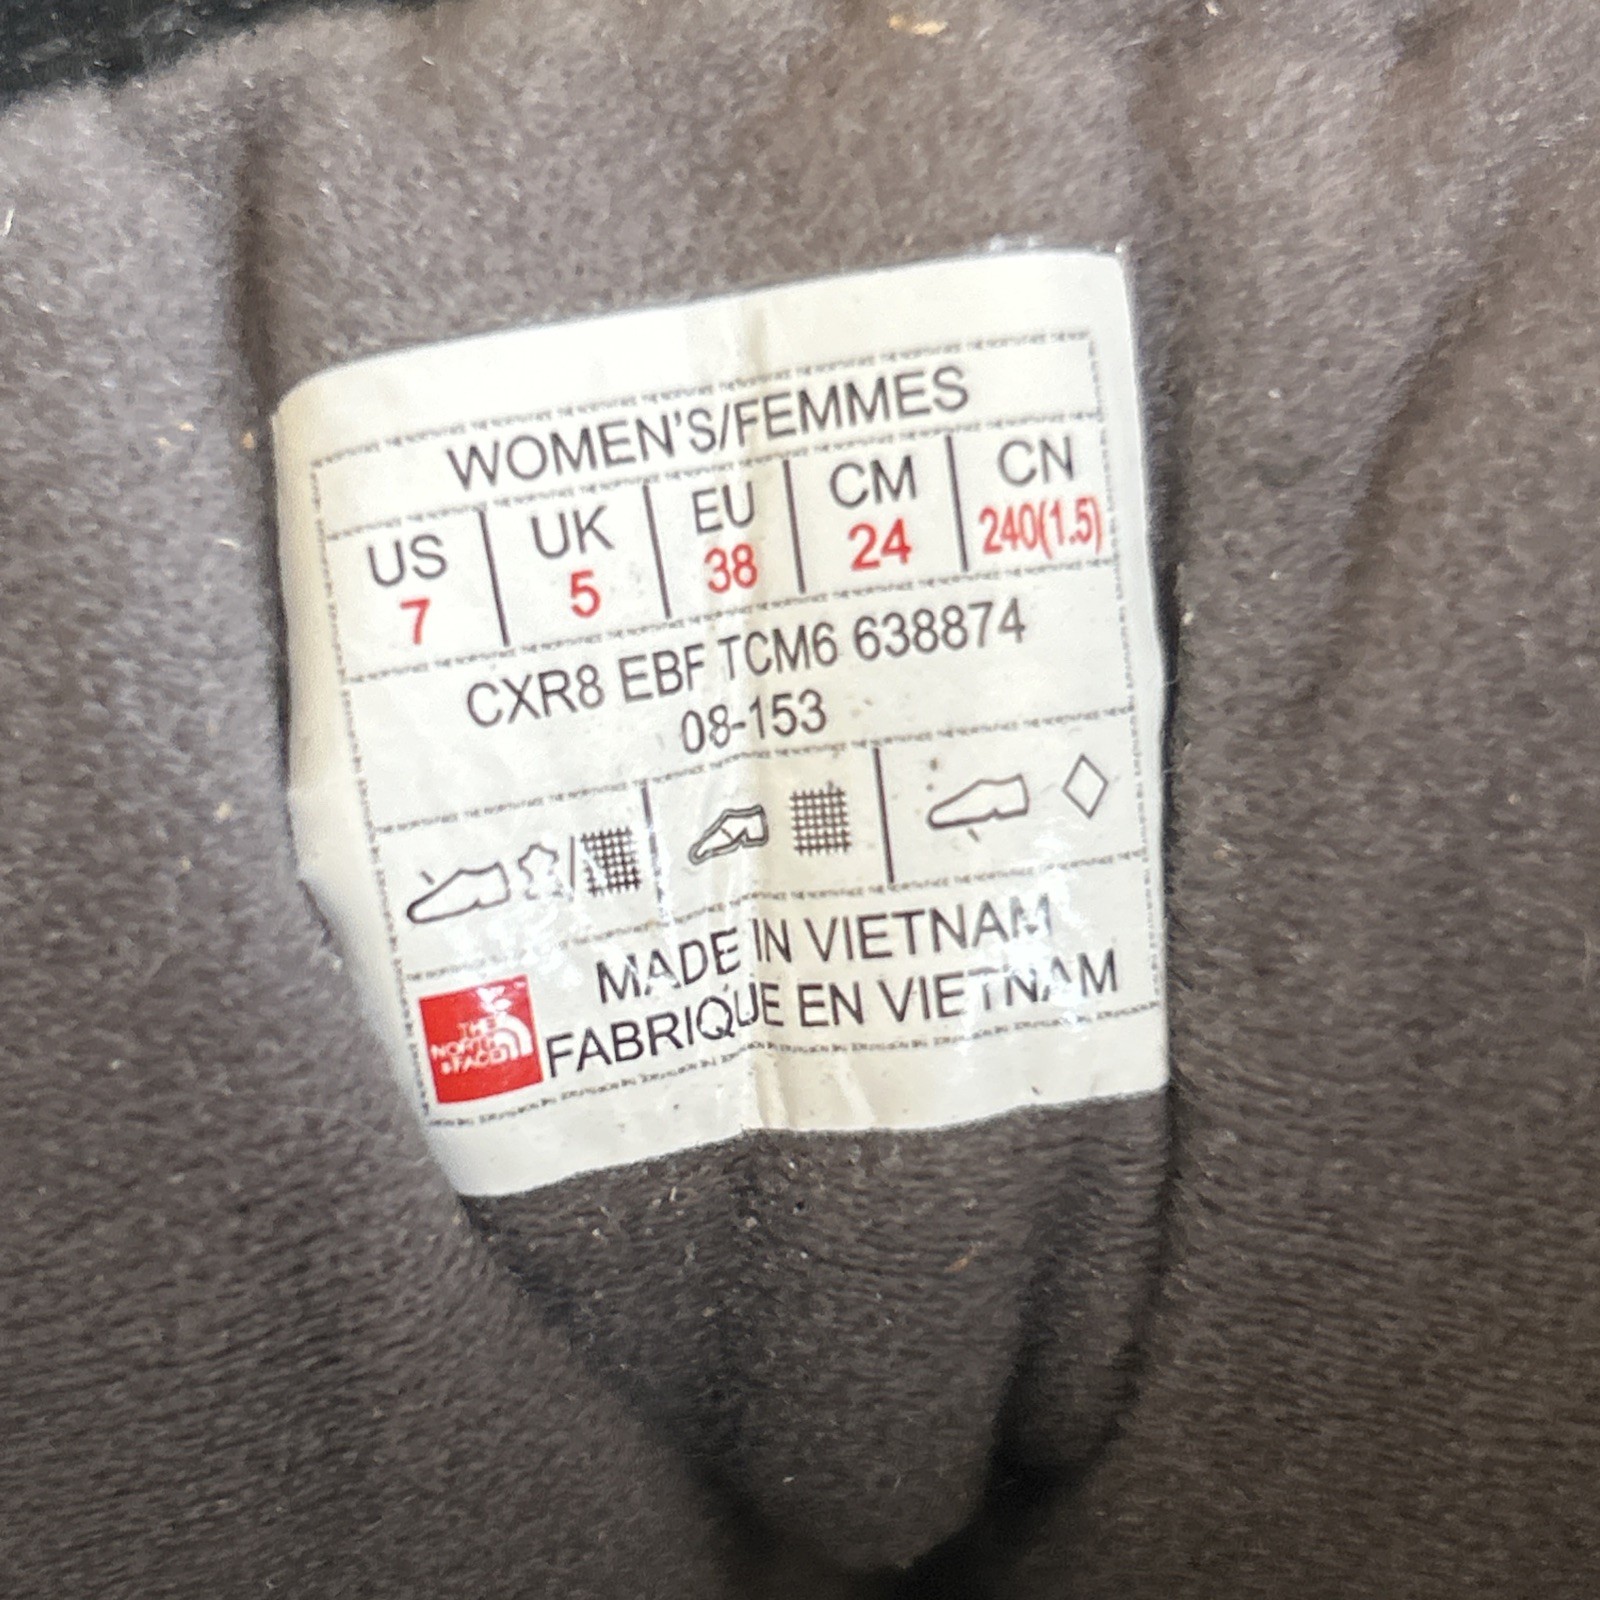 WOMEN'S/FEMMES
US UK EU CM CN
7 5 38 24 240(1.5)
CXR8 EBF TCM6 638874
08-153
MADE IN VIETNAM
FABRIQUE EN VIETNAM
THE
NORTH
FACE